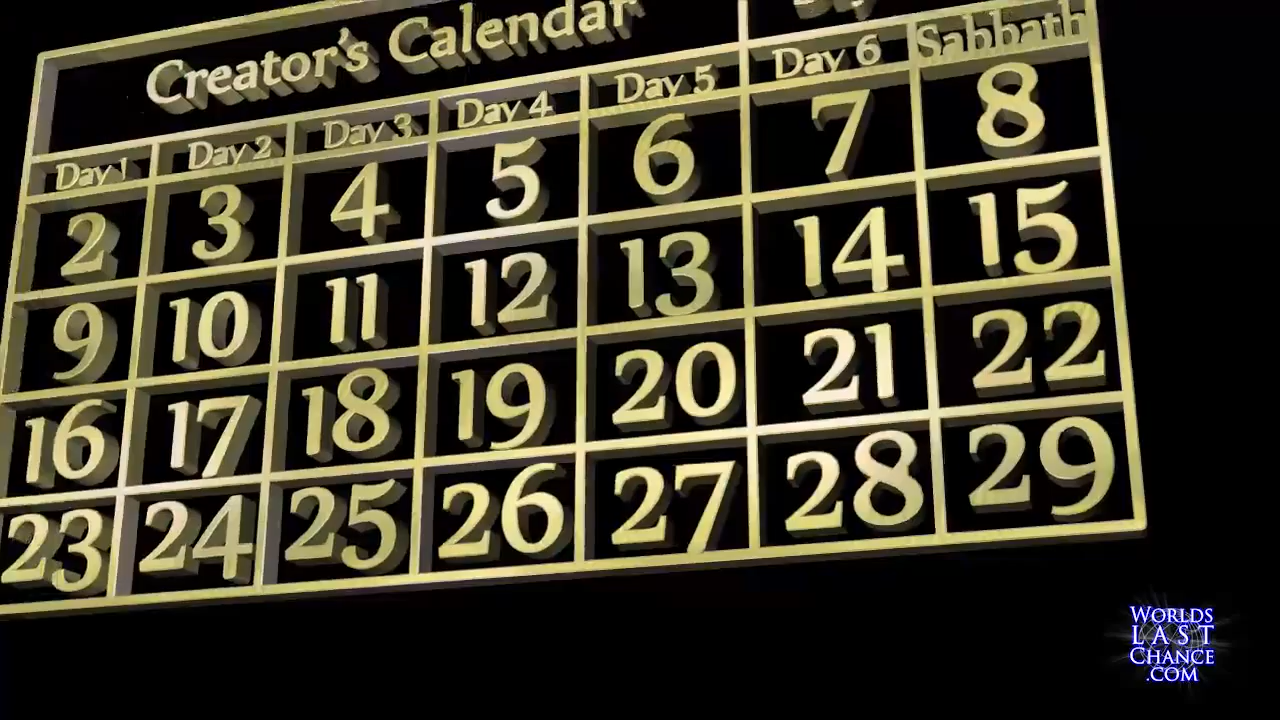 Creator's Calendar
Day 1 Day 2 Day 3 Day 4 Day 5 Day 6 Sabbath
2 3 4 5 6 7 8
9 10 11 12 13 14 15
16 17 18 19 20 21 22
23 24 25 26 27 28 29
WORLDS
LAST
CHANCE
.COM